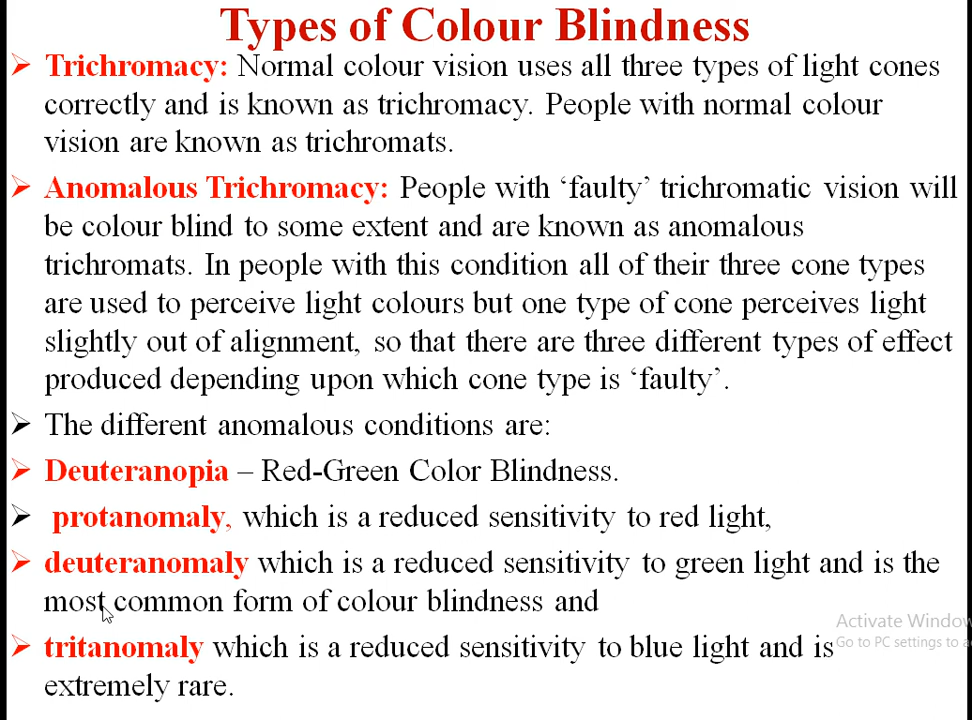 Types of Colour Blindness
➢ Trichromacy: Normal colour vision uses all three types of light cones
correctly and is known as trichromacy. People with normal colour
vision are known as trichromats.
➢ Anomalous Trichromacy: People with ‘faulty’ trichromatic vision will
be colour blind to some extent and are known as anomalous
trichromats. In people with this condition all of their three cone types
are used to perceive light colours but one type of cone perceives light
slightly out of alignment, so that there are three different types of effect
produced depending upon which cone type is ‘faulty’.
➢ The different anomalous conditions are:
➢ Deuteranopia – Red-Green Color Blindness.
➢ protanomaly, which is a reduced sensitivity to red light,
➢ deuteranomaly which is a reduced sensitivity to green light and is the
most common form of colour blindness and
➢ tritanomaly which is a reduced sensitivity to blue light and is
extremely rare.
Activate Window
Go to PC settings to a